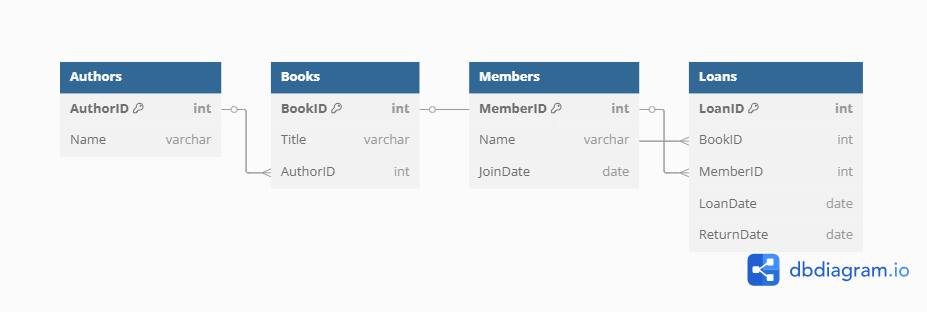 Authors
AuthorID int
Name varchar
Books
BookID int
Title varchar
AuthorID int
Members
MemberID int
Name varchar
JoinDate date
Loans
LoanID int
BookID int
MemberID int
LoanDate date
ReturnDate date
dbdiagram.io